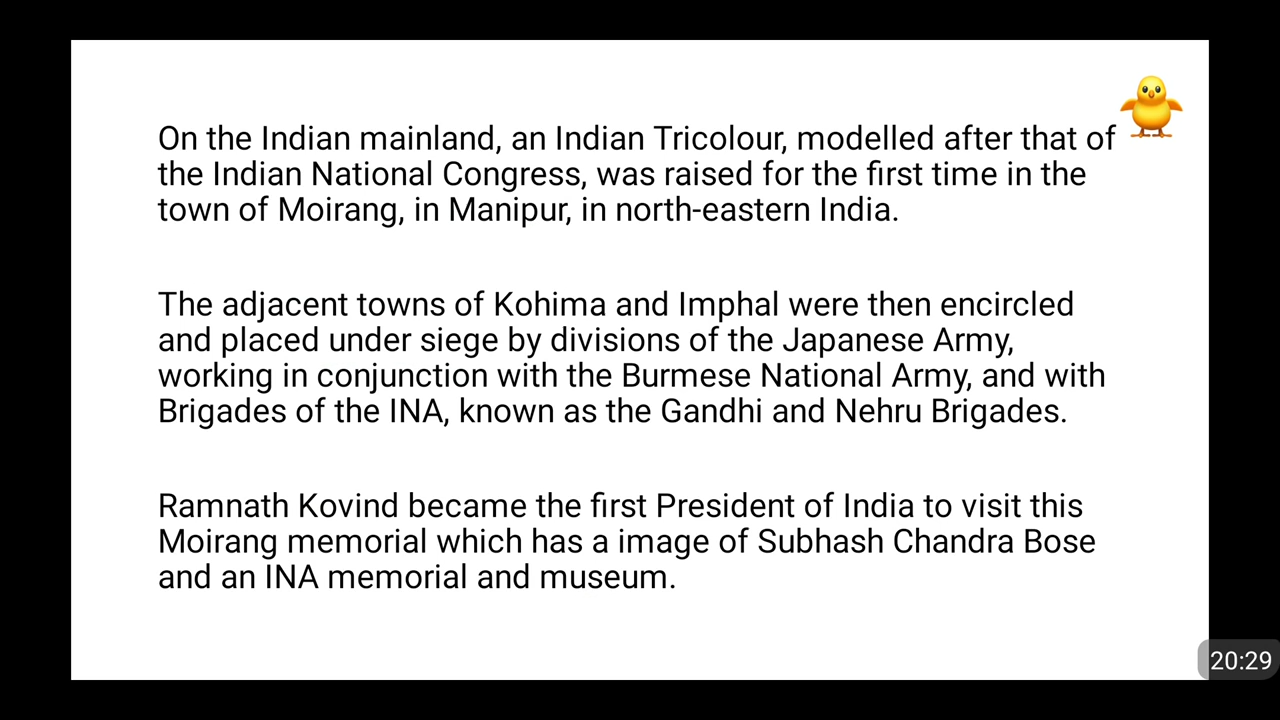 On the Indian mainland, an Indian Tricolour, modelled after that of
the Indian National Congress, was raised for the first time in the
town of Moirang, in Manipur, in north-eastern India.
The adjacent towns of Kohima and Imphal were then encircled
and placed under siege by divisions of the Japanese Army,
working in conjunction with the Burmese National Army, and with
Brigades of the INA, known as the Gandhi and Nehru Brigades.
Ramnath Kovind became the first President of India to visit this
Moirang memorial which has a image of Subhash Chandra Bose
and an INA memorial and museum.
20:29